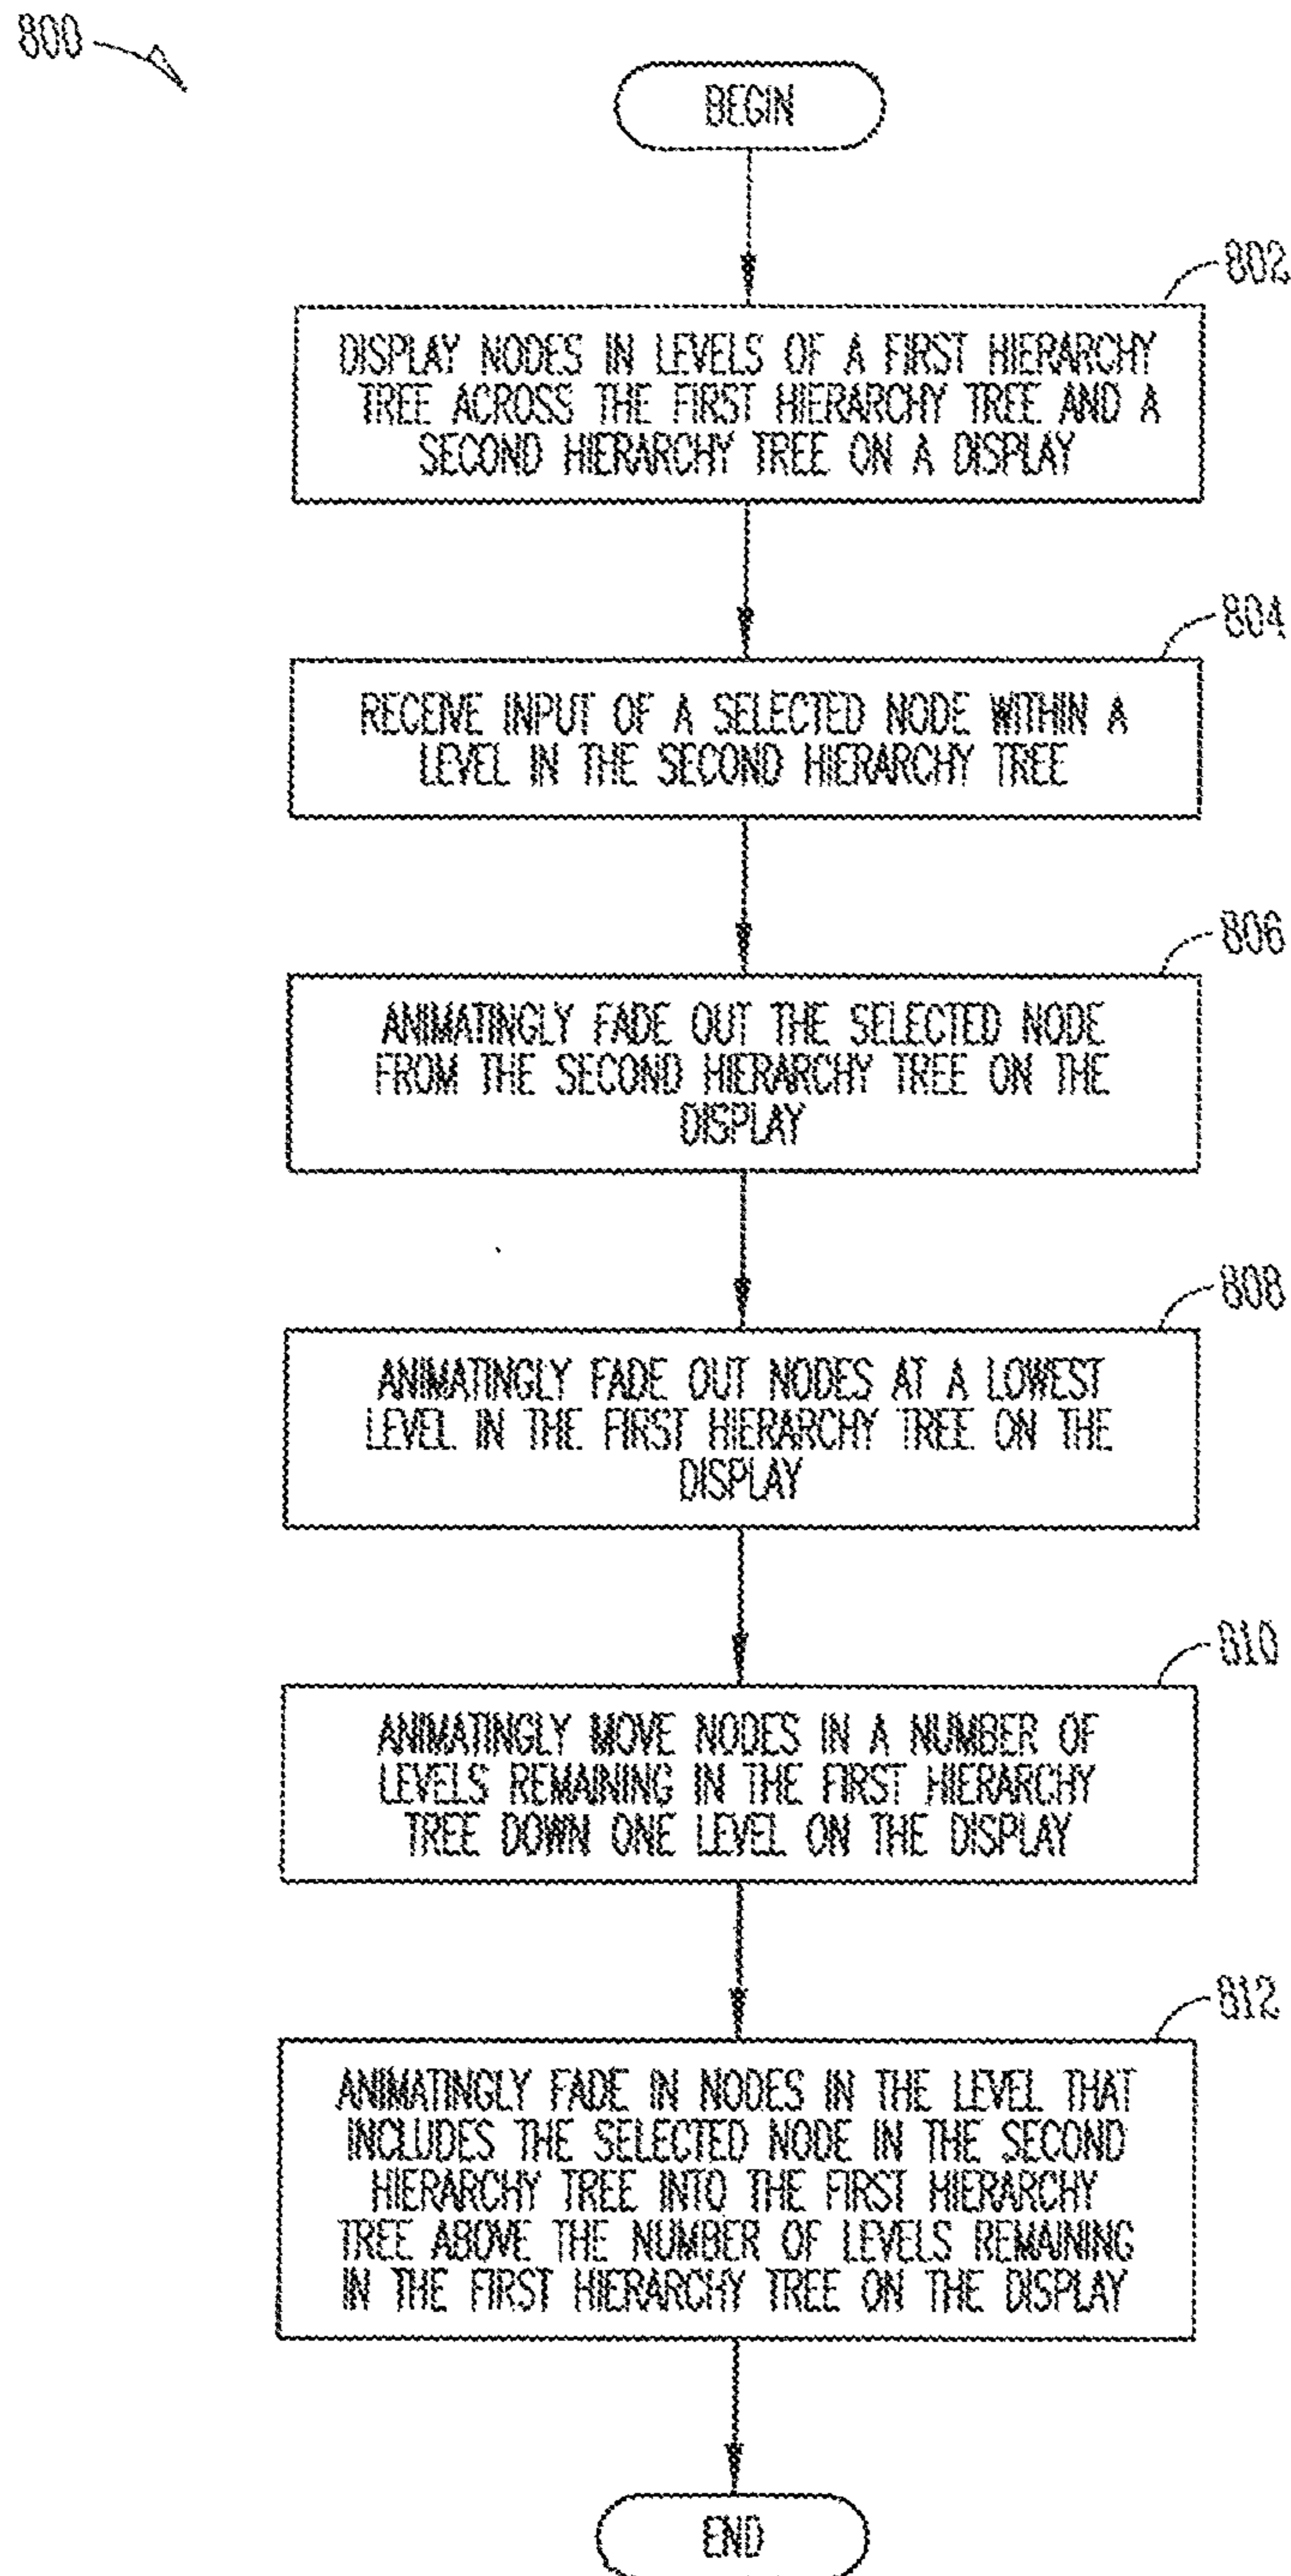 800
BEGIN
802
DISPLAY NODES IN LEVELS OF A FIRST HIERARCHY
TREE ACROSS THE FIRST HIERARCHY TREE AND A
SECOND HIERARCHY TREE ON A DISPLAY
804
RECEIVE INPUT OF A SELECTED NODE WITHIN A
LEVEL IN THE SECOND HIERARCHY TREE
806
ANIMATINGLY FADE OUT THE SELECTED NODE
FROM THE SECOND HIERARCHY TREE ON THE
DISPLAY
808
ANIMATINGLY FADE OUT NODES AT A LOWEST
LEVEL IN THE FIRST HIERARCHY TREE ON THE
DISPLAY
810
ANIMATINGLY MOVE NODES IN A NUMBER OF
LEVELS REMAINING IN THE FIRST HIERARCHY
TREE DOWN ONE LEVEL ON THE DISPLAY
812
ANIMATINGLY FADE IN NODES IN THE LEVEL THAT
INCLUDES THE SELECTED NODE IN THE SECOND
HIERARCHY TREE INTO THE FIRST HIERARCHY
TREE ABOVE THE NUMBER OF LEVELS REMAINING
IN THE FIRST HIERARCHY TREE ON THE DISPLAY
END